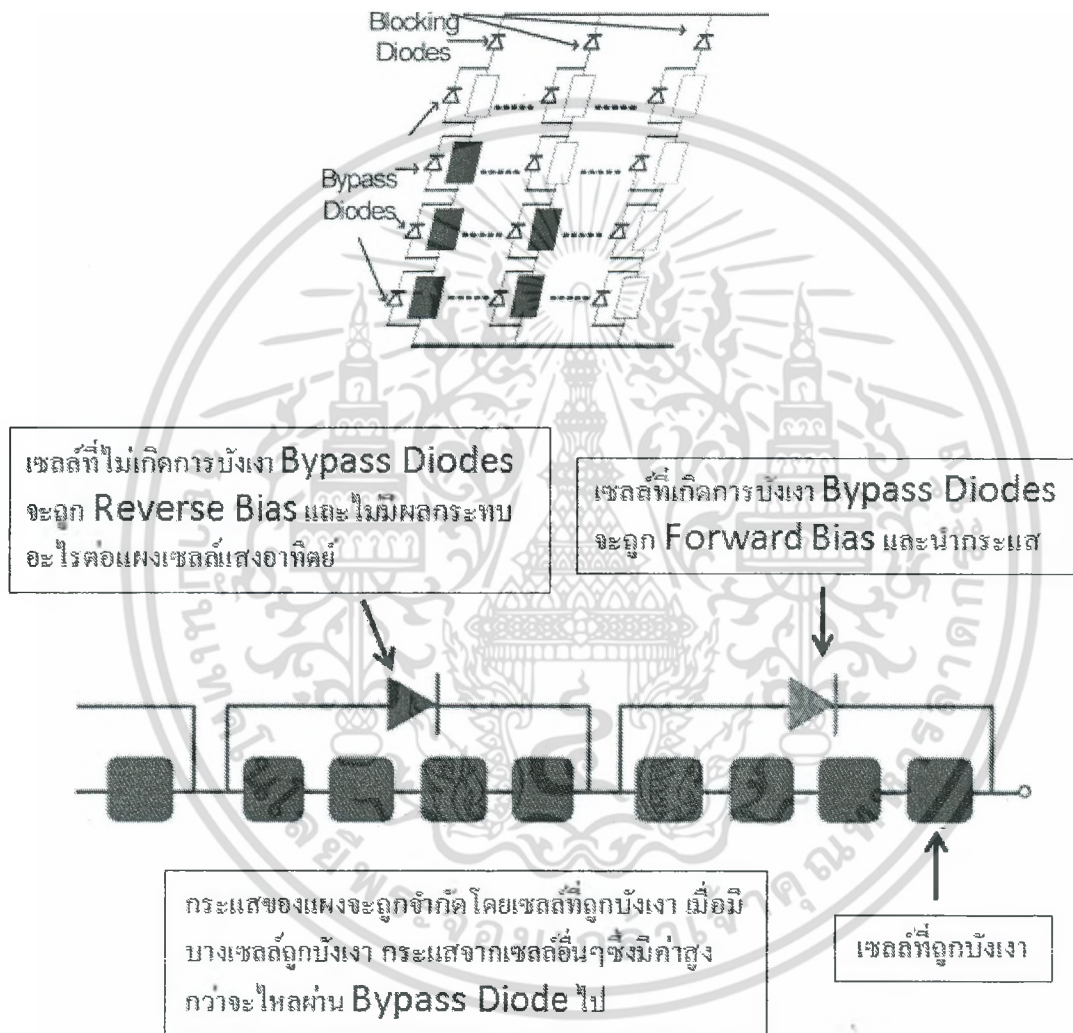 Blocking
Diodes
Bypass
Diodes
เซลล์ที่ไม่เกิดการบังเงา Bypass Diodes
จะถูก Reverse Bias และไม่มีผลกระทบ
อะไรต่อแผงเซลล์แสงอาทิตย์
เซลล์ที่เกิดการบังเงา Bypass Diodes
จะถูก Forward Bias และนำกระแส
กระแสของแผงจะถูกจำกัดโดยเซลล์ที่ถูกบังเงา เมื่อมี
บางเซลล์ถูกบังเงา กระแสจากเซลล์อื่นๆซึ่งมีค่าสูง
กว่าจะไหลผ่าน Bypass Diode ไป
เซลล์ที่ถูกบังเงา